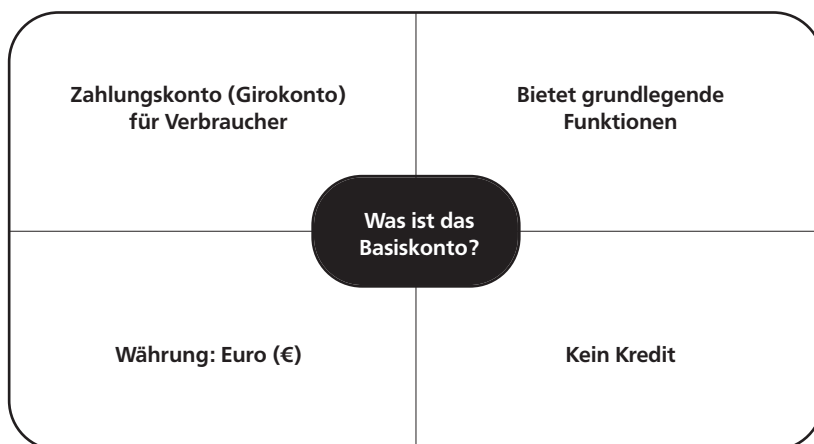 Zahlungskonto (Girokonto)
für Verbraucher
Bietet grundlegende
Funktionen
Was ist das
Basiskonto?
Währung: Euro (€)
Kein Kredit